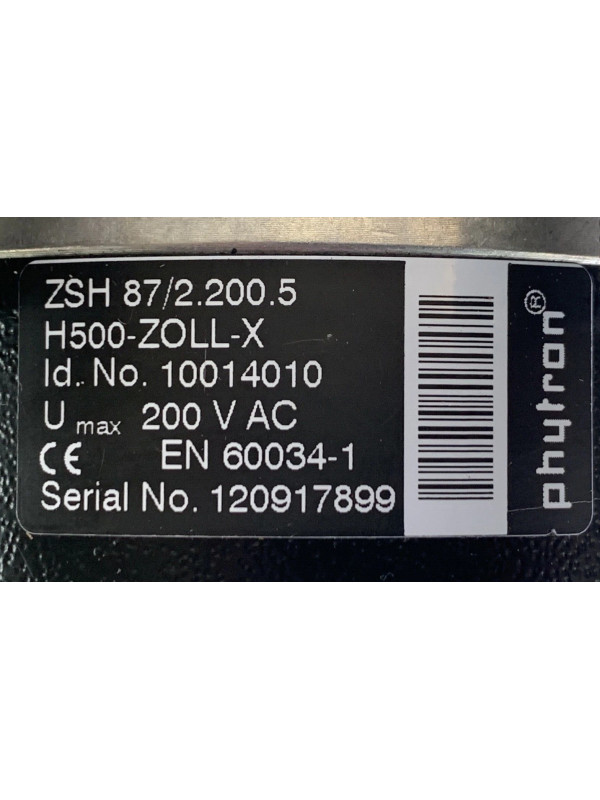 ZSH 87/2.200.5
H500-ZOLL-X
Id. No. 10014010
U max 200 V AC
CE EN 60034-1
Serial No. 120917899
phytron®